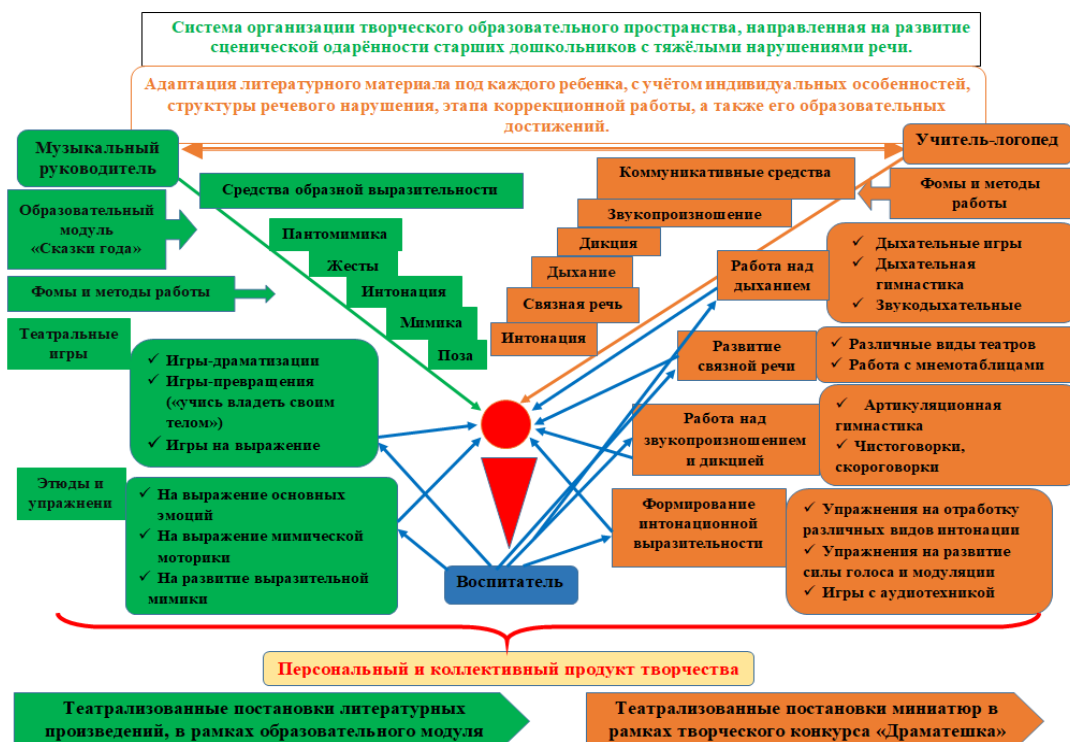 Система организации творческого образовательного пространства, направленная на развитие
сценической одарённости старших дошкольников с тяжёлыми нарушениями речи.
Адаптация литературного материала под каждого ребенка, с учётом индивидуальных особенностей,
структуры речевого нарушения, этапа коррекционной работы, а также его образовательных
достижений.
Музыкальный
руководитель
Учитель-логопед
Средства образной выразительности
Коммуникативные средства
Фомы и методы
работы
Образовательный
модуль
«Сказки года»
Пантомимика
Жесты
Интонация
Мимика
Поза
Звукопроизношение
Дикция
Дыхание
Связная речь
Интонация
Фомы и методы работы
Театральные
игры
✓ Игры-драматизации
✓ Игры-превращения
(«учись владеть своим
телом»)
✓ Игры на выражение
Этюды и
упражнени
✓ На выражение основных
эмоций
✓ На выражение мимической
моторики
✓ На развитие выразительной
мимики
Работа над
дыханием
✓ Дыхательные игры
✓ Дыхательная
гимнастика
✓ Звукодыхательные
Развитие
связной речи
✓ Различные виды театров
✓ Работа с мнемотаблицами
Работа над
звукопроизношением
и дикцией
✓ Артикуляционная
гимнастика
✓ Чистоговорки,
скороговорки
Формирование
интонационной
выразительности
✓ Упражнения на отработку
различных видов интонации
✓ Упражнения на развитие
силы голоса и модуляции
✓ Игры с аудиотехникой
Воспитатель
Персональный и коллективный продукт творчества
Театрализованные постановки литературных
произведений, в рамках образовательного модуля
Театрализованные постановки миниатюр в
рамках творческого конкурса «Драматешка»